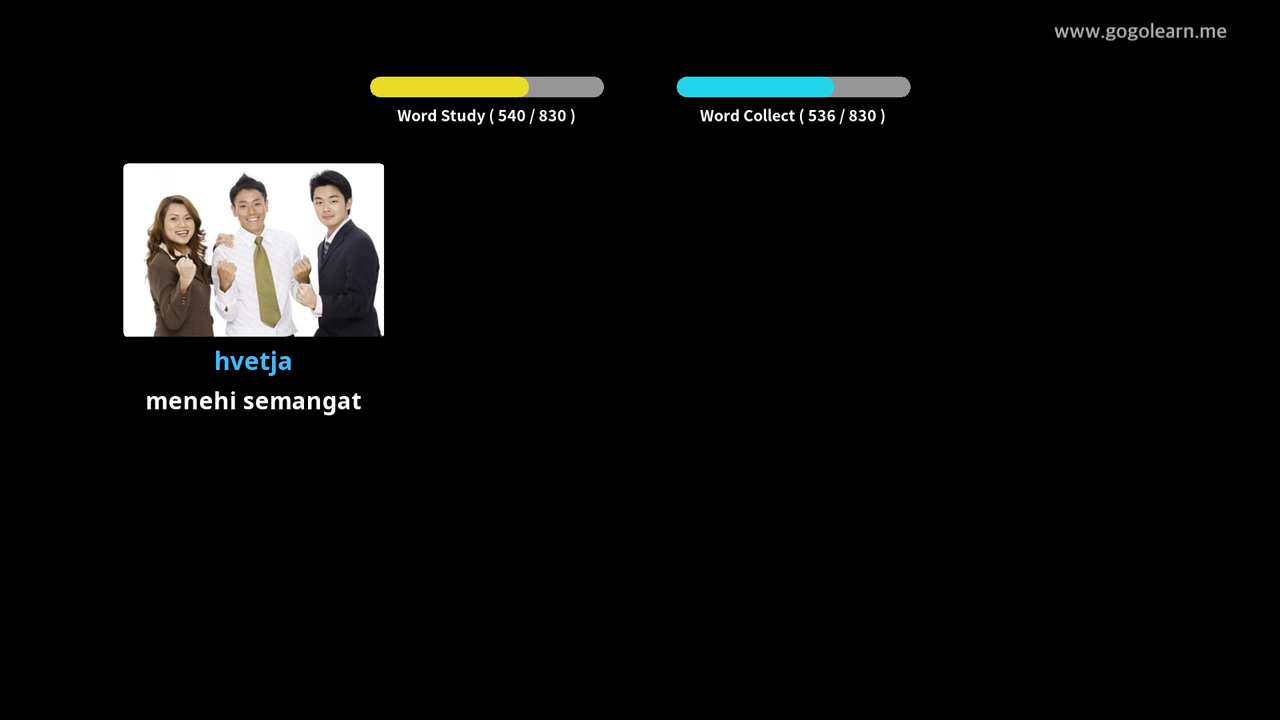 www.gogolearn.me
Word Study ( 540 / 830 )
Word Collect ( 536 / 830 )
hvetja
menehi semangat